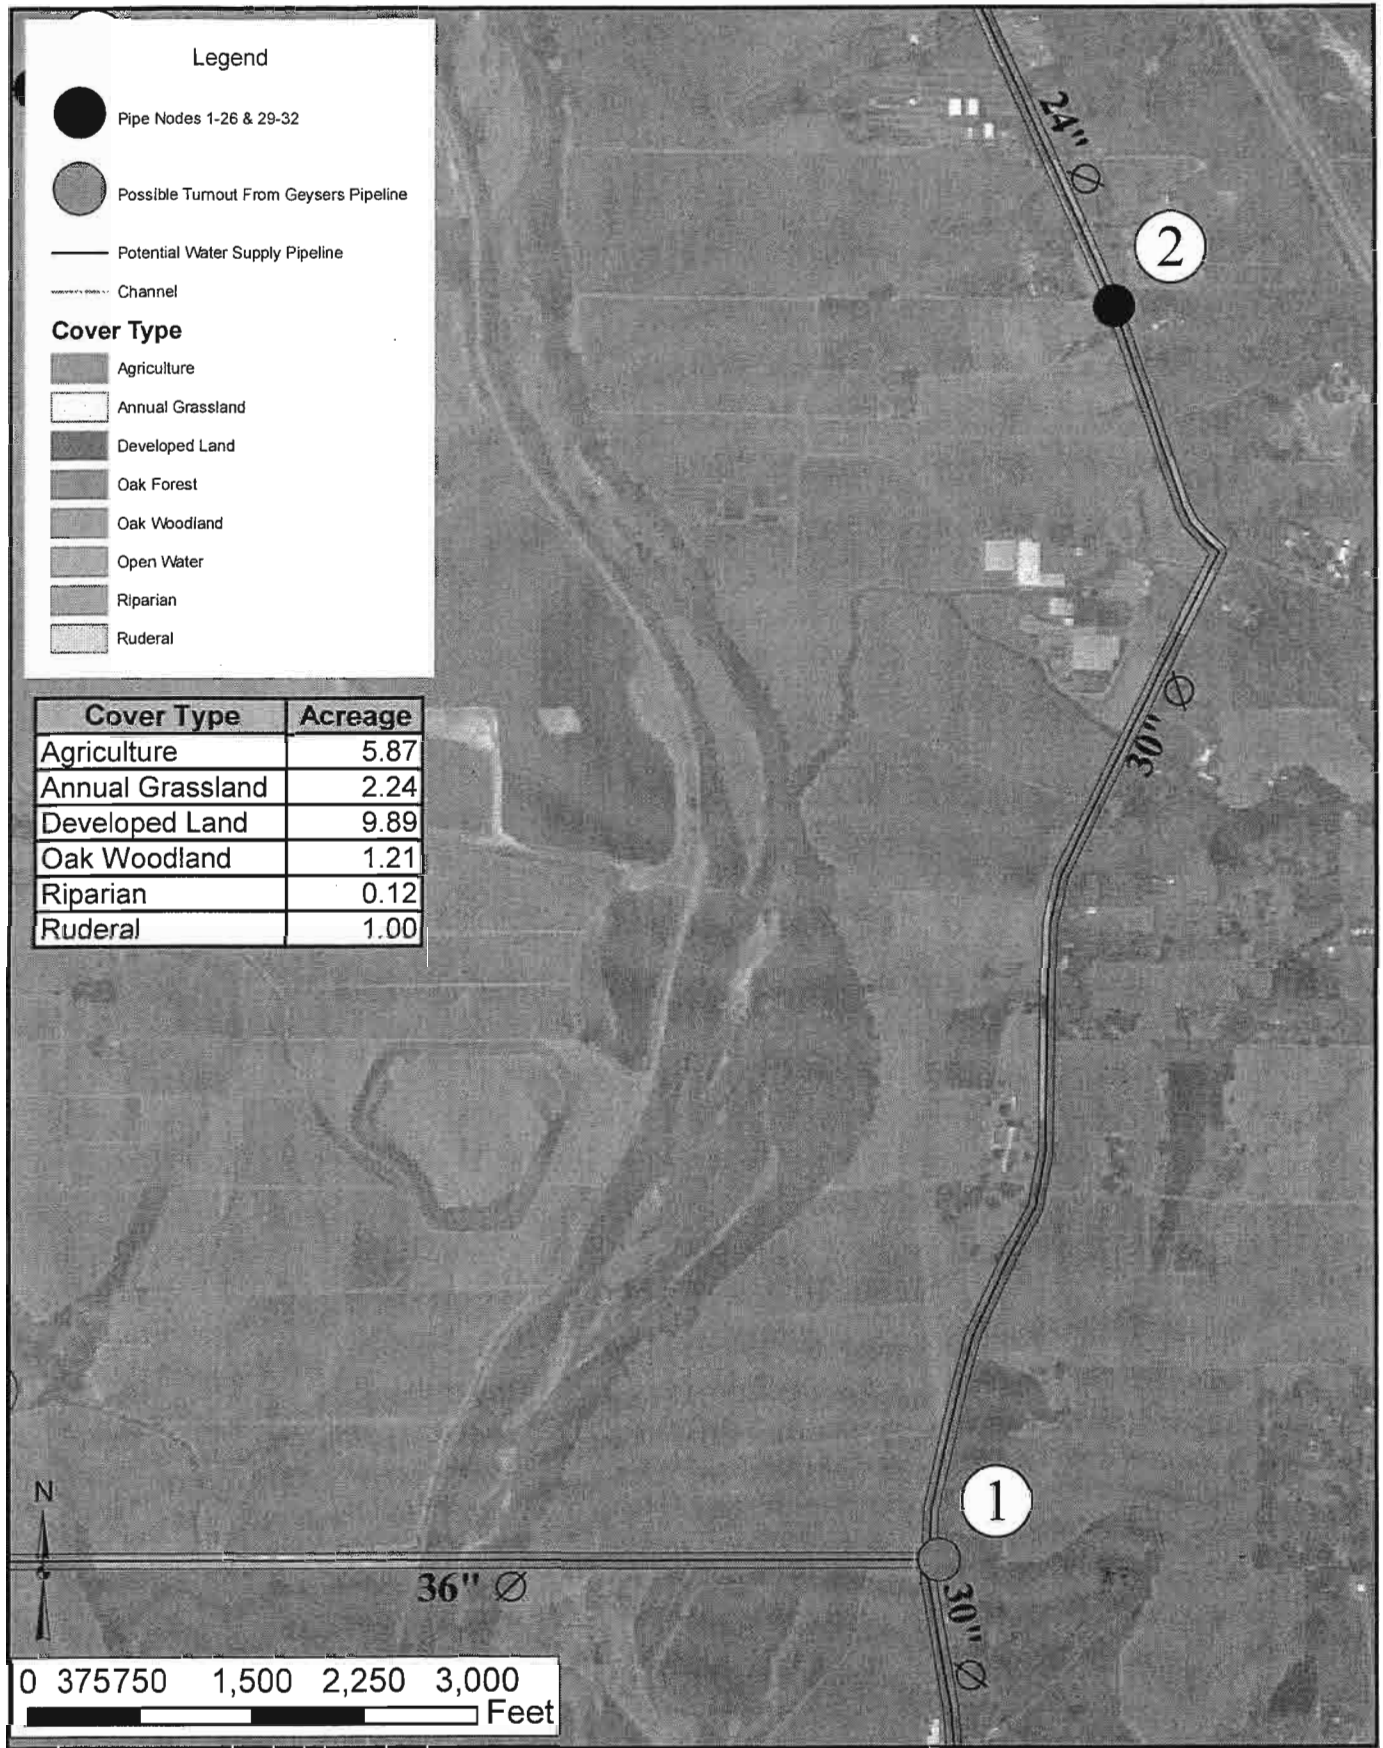 Legend
Pipe Nodes 1-26 & 29-32
Possible Turnout From Geysers Pipeline
Potential Water Supply Pipeline
Channel
Cover Type
Agriculture
Annual Grassland
Developed Land
Oak Forest
Oak Woodland
Open Water
Riparian
Ruderal
Cover Type Acreage
Agriculture 5.87
Annual Grassland 2.24
Developed Land 9.89
Oak Woodland 1.21
Riparian 0.12
Ruderal 1.00
24" Ø
2
30" Ø
1
36" Ø
30" Ø
N
0 375750 1,500 2,250 3,000
Feet